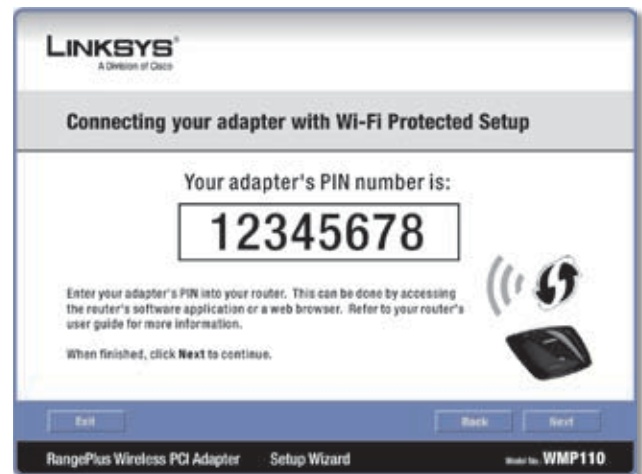 LINKSYS®
A Division of Cisco
Connecting your adapter with Wi-Fi Protected Setup
Your adapter's PIN number is:
12345678
Enter your adapter's PIN into your router. This can be done by accessing
the router's software application or a web browser. Refer to your router's
user guide for more information.
When finished, click Next to continue.
Exit
Back
Next
RangePlus Wireless PCI Adapter Setup Wizard
Model No. WMP110